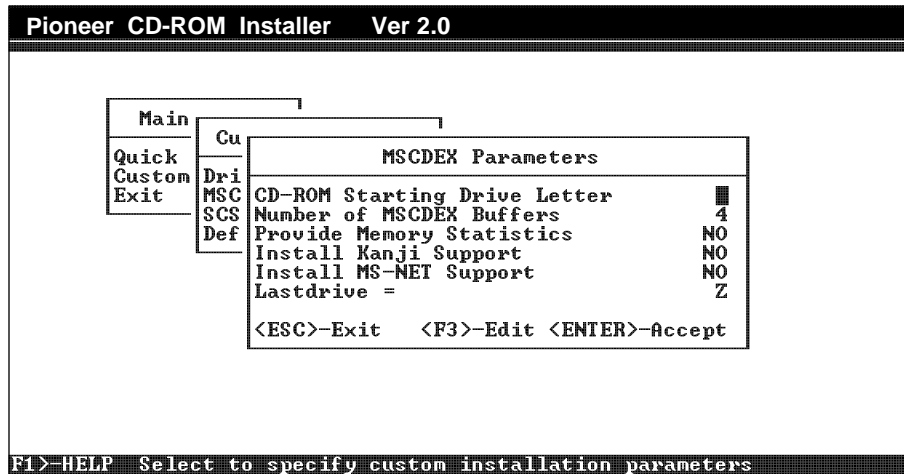 Pioneer CD-ROM Installer Ver 2.0
Main
Quick
Custom
Exit
Cu
Dri
MSC
SCS
Def
MSCDEX Parameters
CD-ROM Starting Drive Letter
Number of MSCDEX Buffers 4
Provide Memory Statistics NO
Install Kanji Support NO
Install MS-NET Support NO
Lastdrive = Z
<ESC>-Exit <F3>-Edit <ENTER>-Accept
F1>-HELP Select to specify custom installation parameters